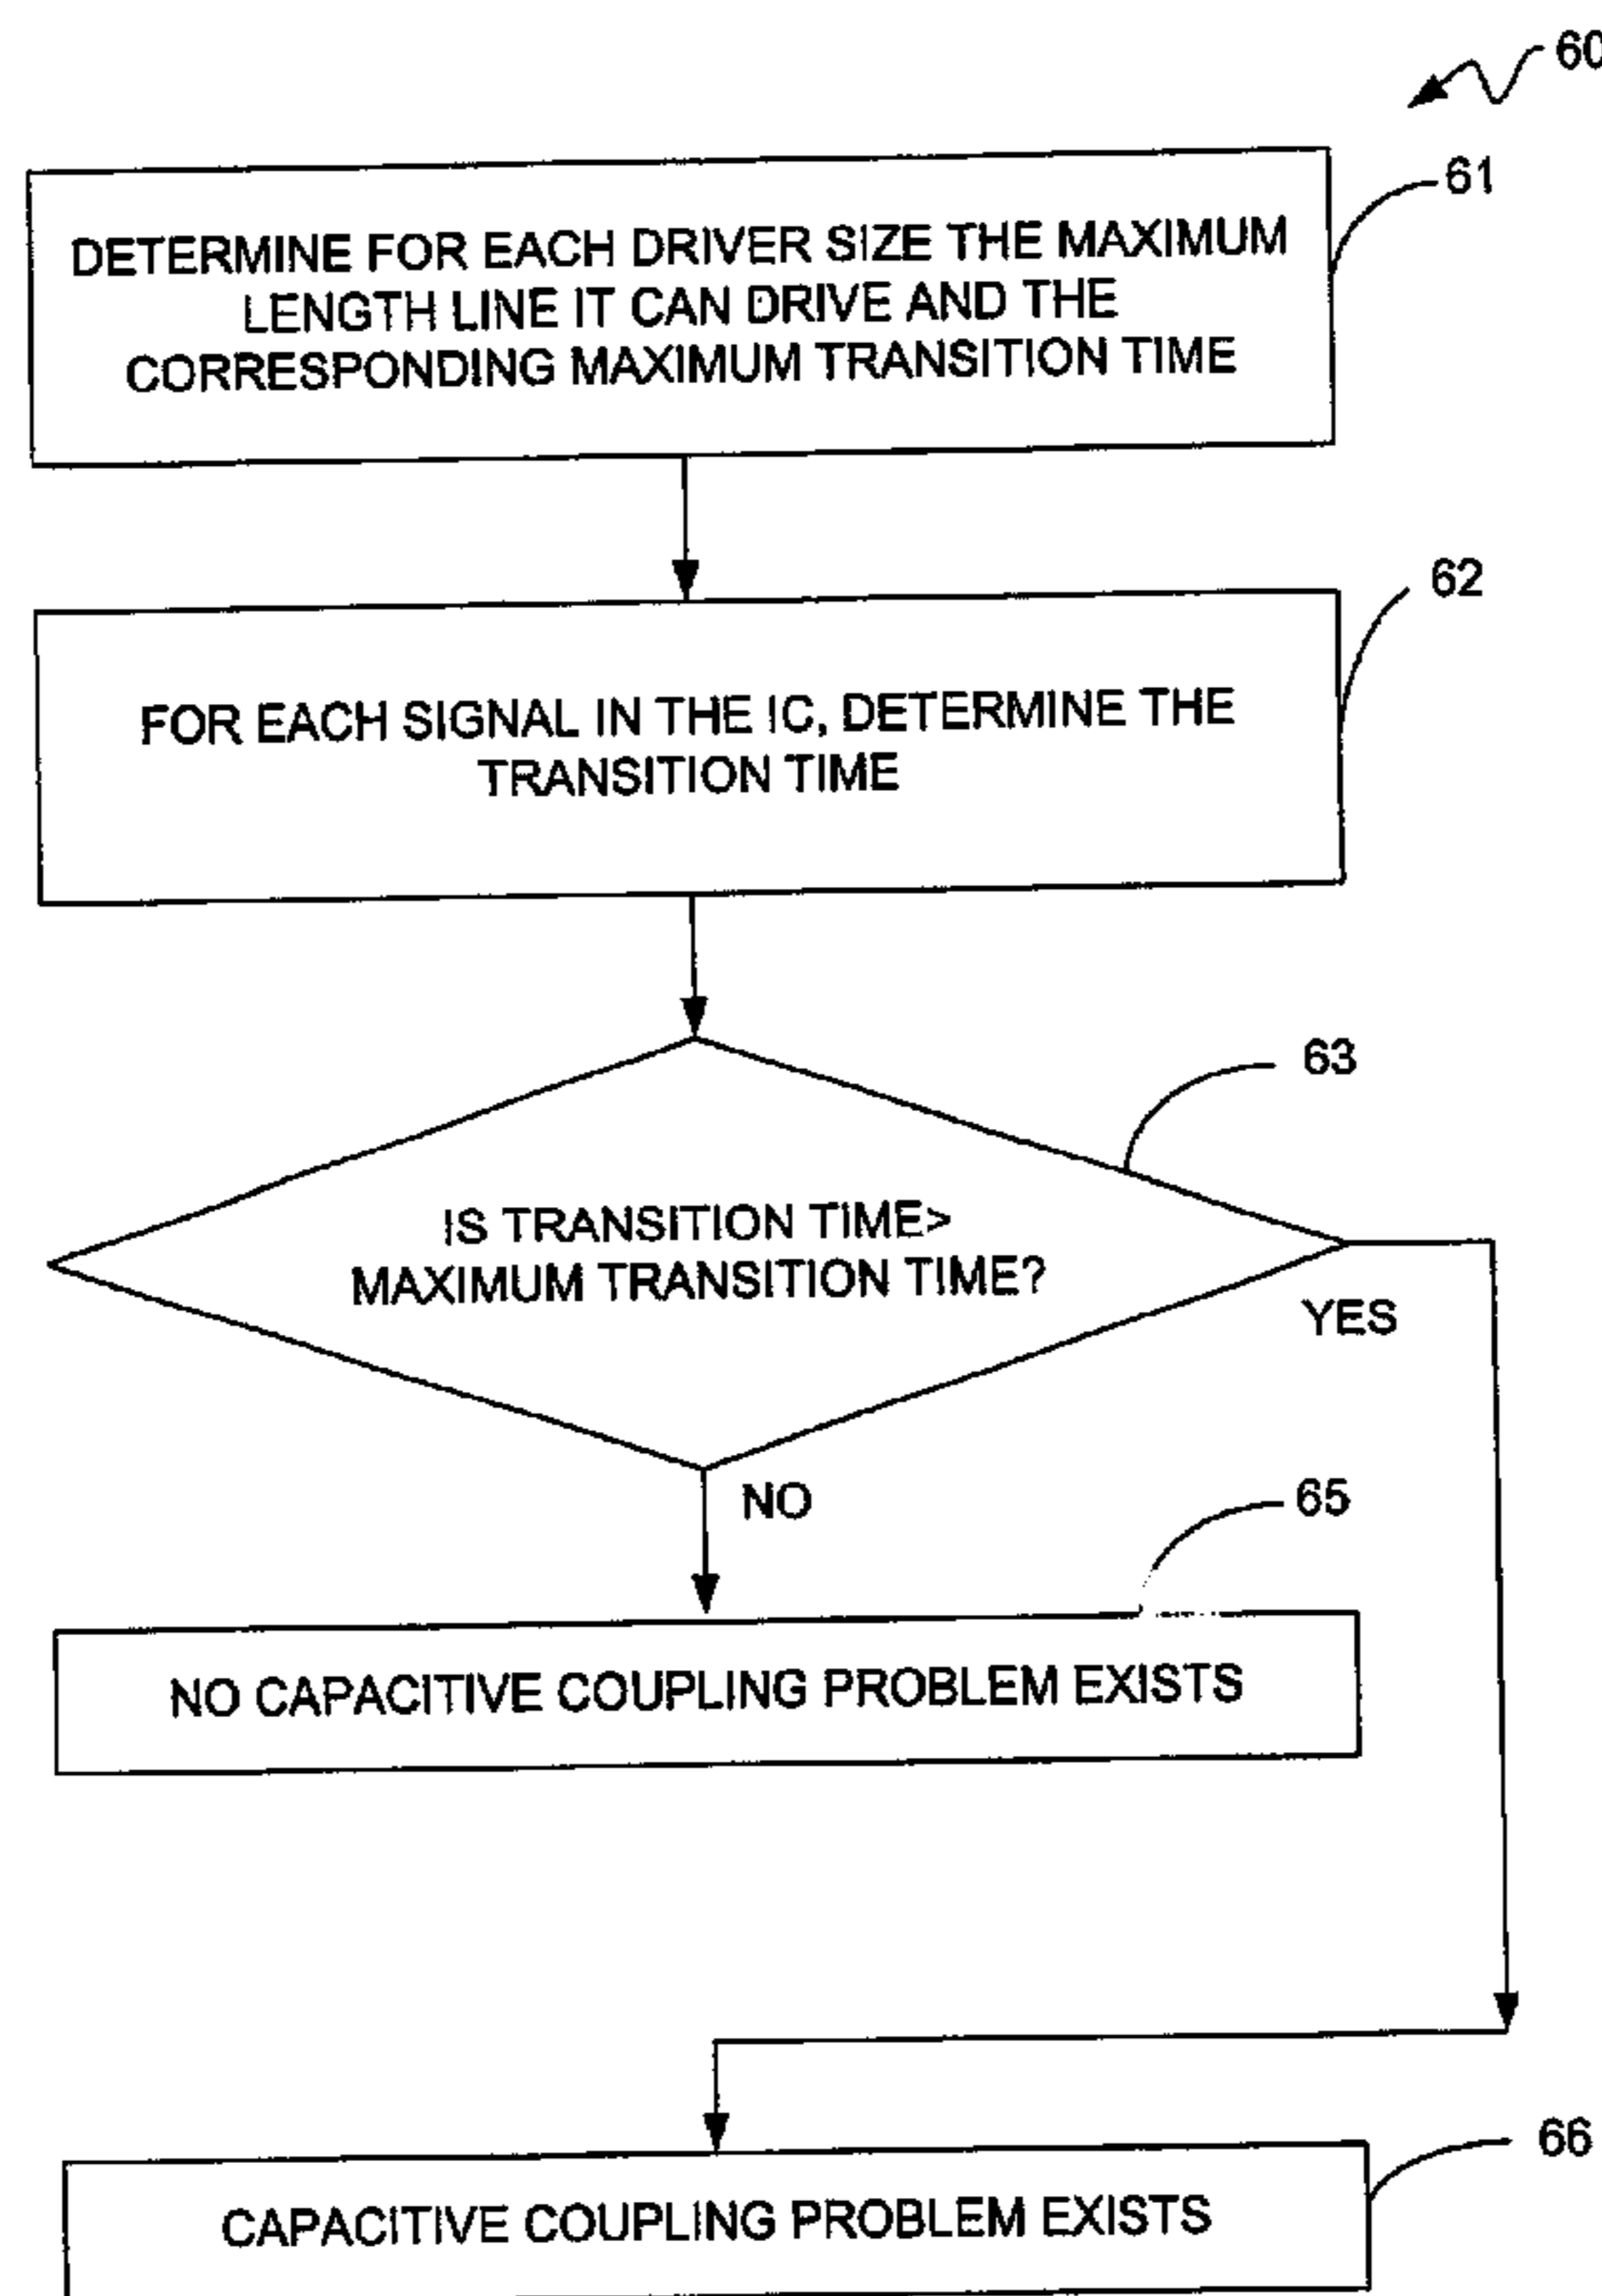 60
61
DETERMINE FOR EACH DRIVER SIZE THE MAXIMUM
LENGTH LINE IT CAN DRIVE AND THE
CORRESPONDING MAXIMUM TRANSITION TIME
62
FOR EACH SIGNAL IN THE IC, DETERMINE THE
TRANSITION TIME
63
IS TRANSITION TIME>
MAXIMUM TRANSITION TIME?
YES
NO
65
NO CAPACITIVE COUPLING PROBLEM EXISTS
66
CAPACITIVE COUPLING PROBLEM EXISTS